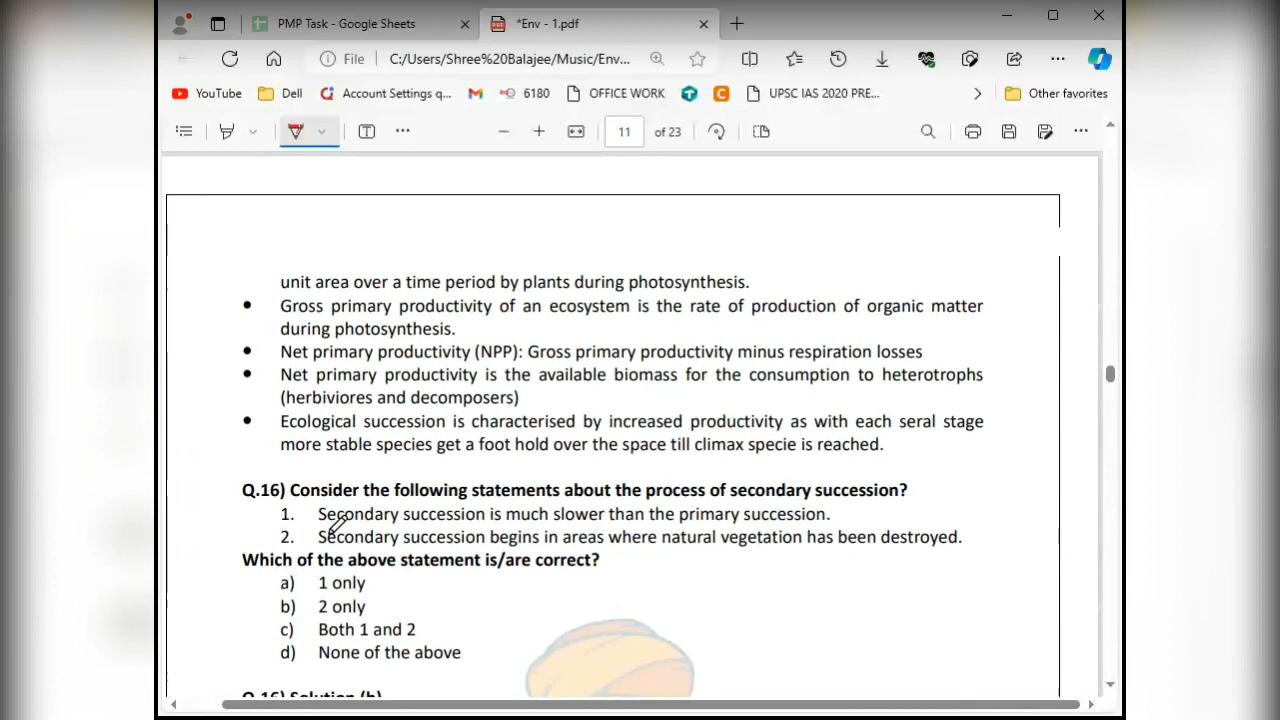 PMP Task - Google Sheets
*Env - 1.pdf
File
C:/Users/Shree%20Balajee/Music/Env...
YouTube
Dell
Account Settings q...
6180
OFFICE WORK
UPSC IAS 2020 PRE...
Other favorites
11 of 23
unit area over a time period by plants during photosynthesis.
• Gross primary productivity of an ecosystem is the rate of production of organic matter
during photosynthesis.
• Net primary productivity (NPP): Gross primary productivity minus respiration losses
• Net primary productivity is the available biomass for the consumption to heterotrophs
(herbiviores and decomposers)
• Ecological succession is characterised by increased productivity as with each seral stage
more stable species get a foot hold over the space till climax specie is reached.
Q.16) Consider the following statements about the process of secondary succession?
1. Secondary succession is much slower than the primary succession.
2. Secondary succession begins in areas where natural vegetation has been destroyed.
Which of the above statement is/are correct?
a) 1 only
b) 2 only
c) Both 1 and 2
d) None of the above
Q.16) Solution (b)